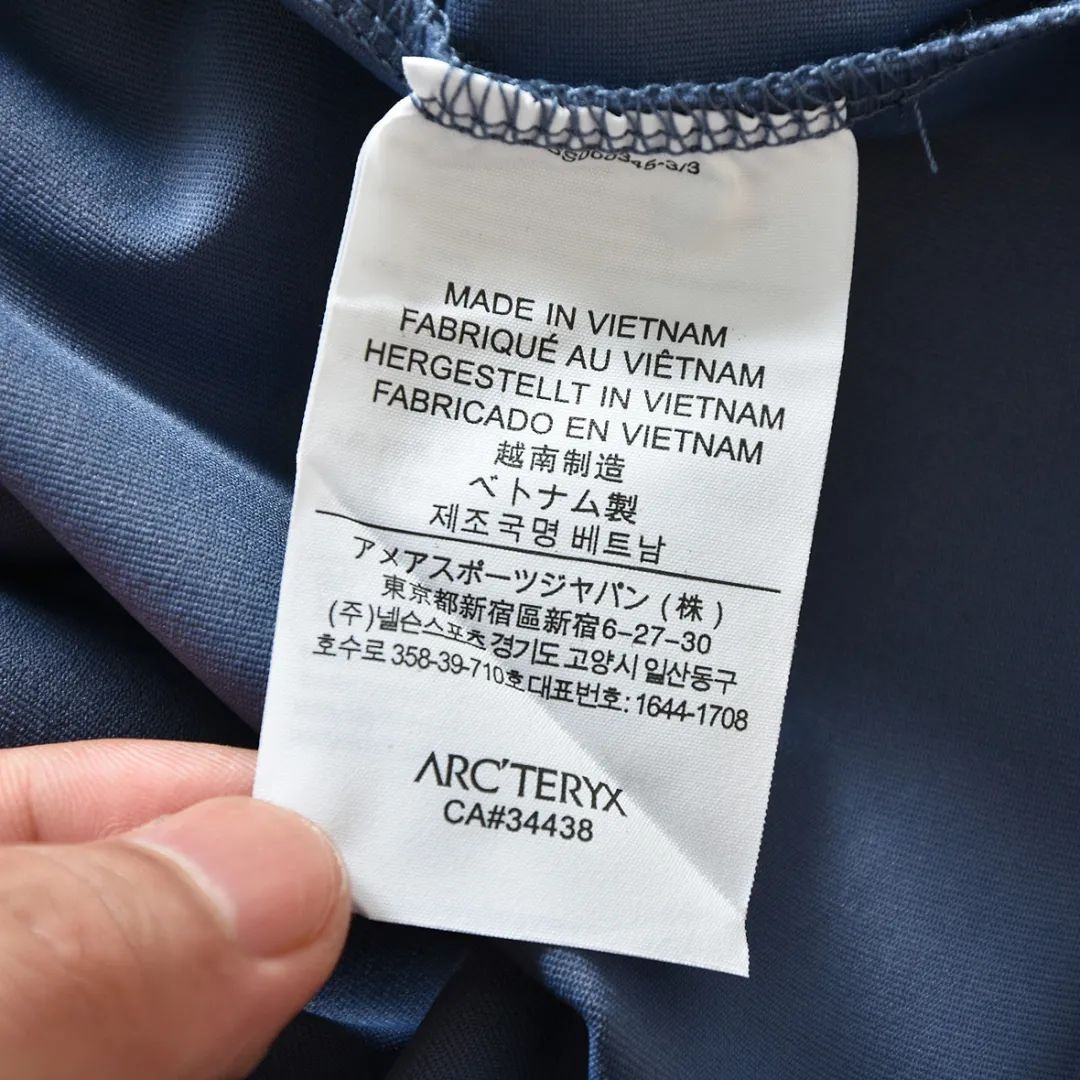 MADE IN VIETNAM
FABRIQUÉ AU VIÊTNAM
HERGESTELLT IN VIETNAM
FABRICADO EN VIETNAM
越南制造
ベトナム製
제조국명 베트남
アメアスポーツジャパン (株)
東京都新宿區新宿6-27-30
(주)넬슨스포츠 경기도 고양시 일산동구
호수로 358-39-710호 대표번호: 1644-1708
ARC'TERYX
CA#34438